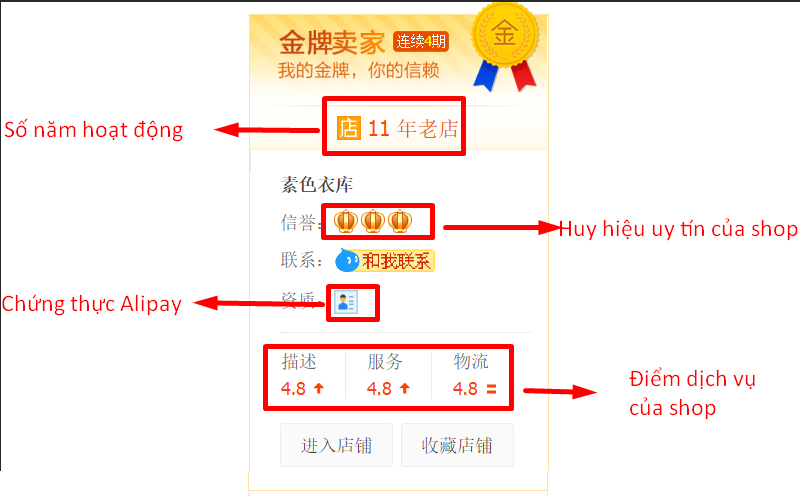 金牌卖家 连续4期
金
我的金牌，你的信赖
Số năm hoạt động
店 11 年老店
素色衣库
信誉：
Huy hiệu uy tín của shop
联系： 和我联系
Chứng thực Alipay
资质：
描述 服务 物流
4.8 4.8 4.8
Điểm dịch vụ
của shop
进入店铺 收藏店铺